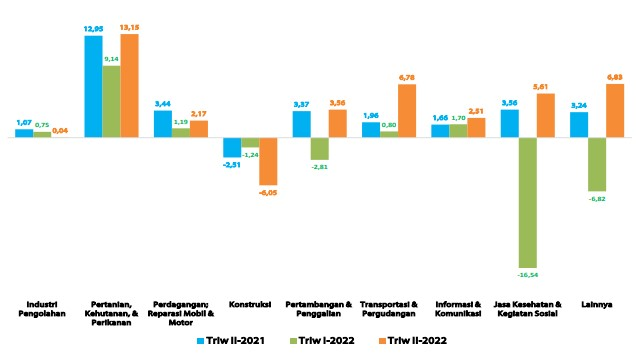 12,95
9,14
13,15
1,07
0,75
0,04
3,44
1,19
2,17
-2,51
-1,24
-6,05
3,37
-2,81
3,56
1,96
0,80
6,78
1,66
1,70
2,51
3,56
-16,54
5,61
3,24
-6,82
6,83
Industri
Pengolahan
Pertanian,
Kehutanan, &
Perikanan
Perdagangan;
Reparasi Mobil &
Motor
Konstruksi
Pertambangan &
Penggalian
Transportasi &
Pergudangan
Informasi &
Komunikasi
Jasa Kesehatan &
Kegiatan Sosial
Lainnya
Triw II-2021
Triw I-2022
Triw II-2022